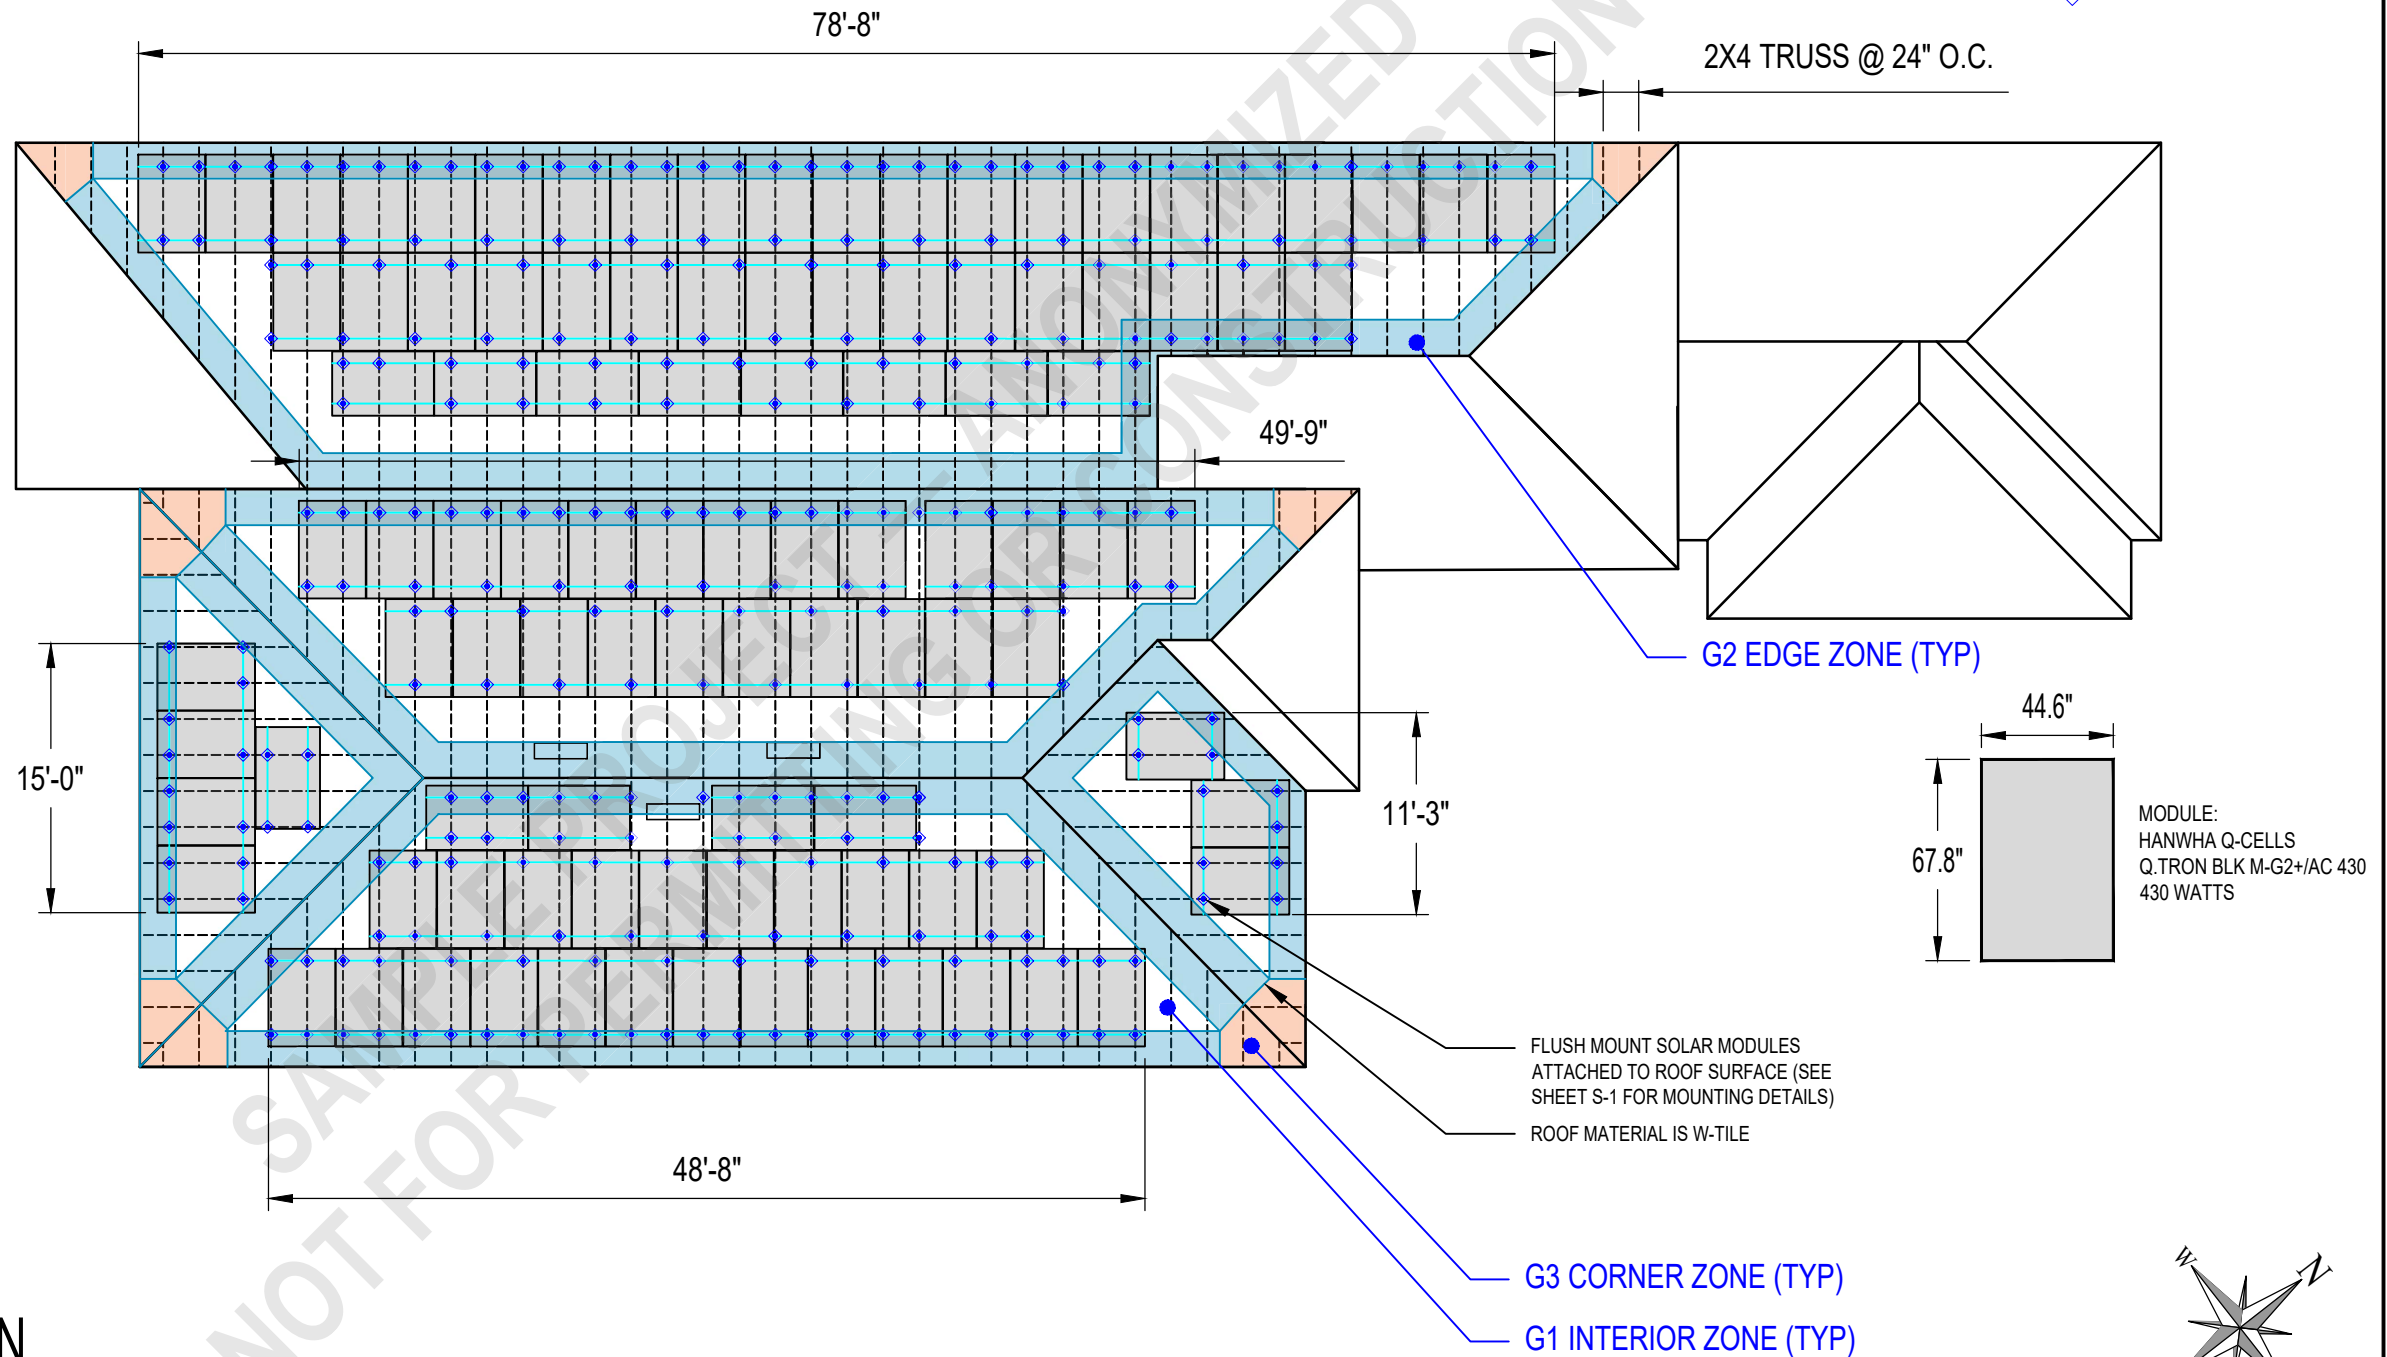 78'-8"
2X4 TRUSS @ 24" O.C.
49'-9"
G2 EDGE ZONE (TYP)
44.6"
15'-0"
11'-3"
67.8"
MODULE:
HANWHA Q-CELLS
Q.TRON BLK M-G2+/AC 430
430 WATTS
FLUSH MOUNT SOLAR MODULES
ATTACHED TO ROOF SURFACE (SEE
SHEET S-1 FOR MOUNTING DETAILS)
ROOF MATERIAL IS W-TILE
48'-8"
G3 CORNER ZONE (TYP)
G1 INTERIOR ZONE (TYP)
W
N
N
SAMPLE PROJECT — ANONYMIZED
NOT FOR PERMITTING OR CONSTRUCTION